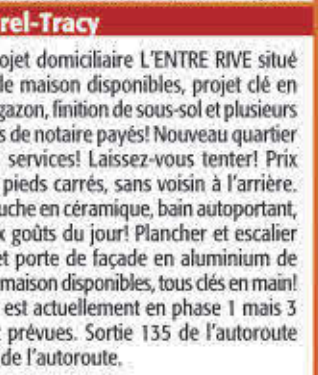 rel-Tracy
ojet domiciliaire L'ENTRE RIVE situé
le maison disponibles, projet clé en
gazon, finition de sous-sol et plusieurs
s de notaire payés! Nouveau quartier
services! Laissez-vous tenter! Prix
pieds carrés, sans voisin à l'arrière.
uche en céramique, bain autoportant,
x goûts du jour! Plancher et escalier
et porte de façade en aluminium de
maison disponibles, tous clés en main!
est actuellement en phase 1 mais 3
t prévues. Sortie 135 de l'autoroute
de l'autoroute.